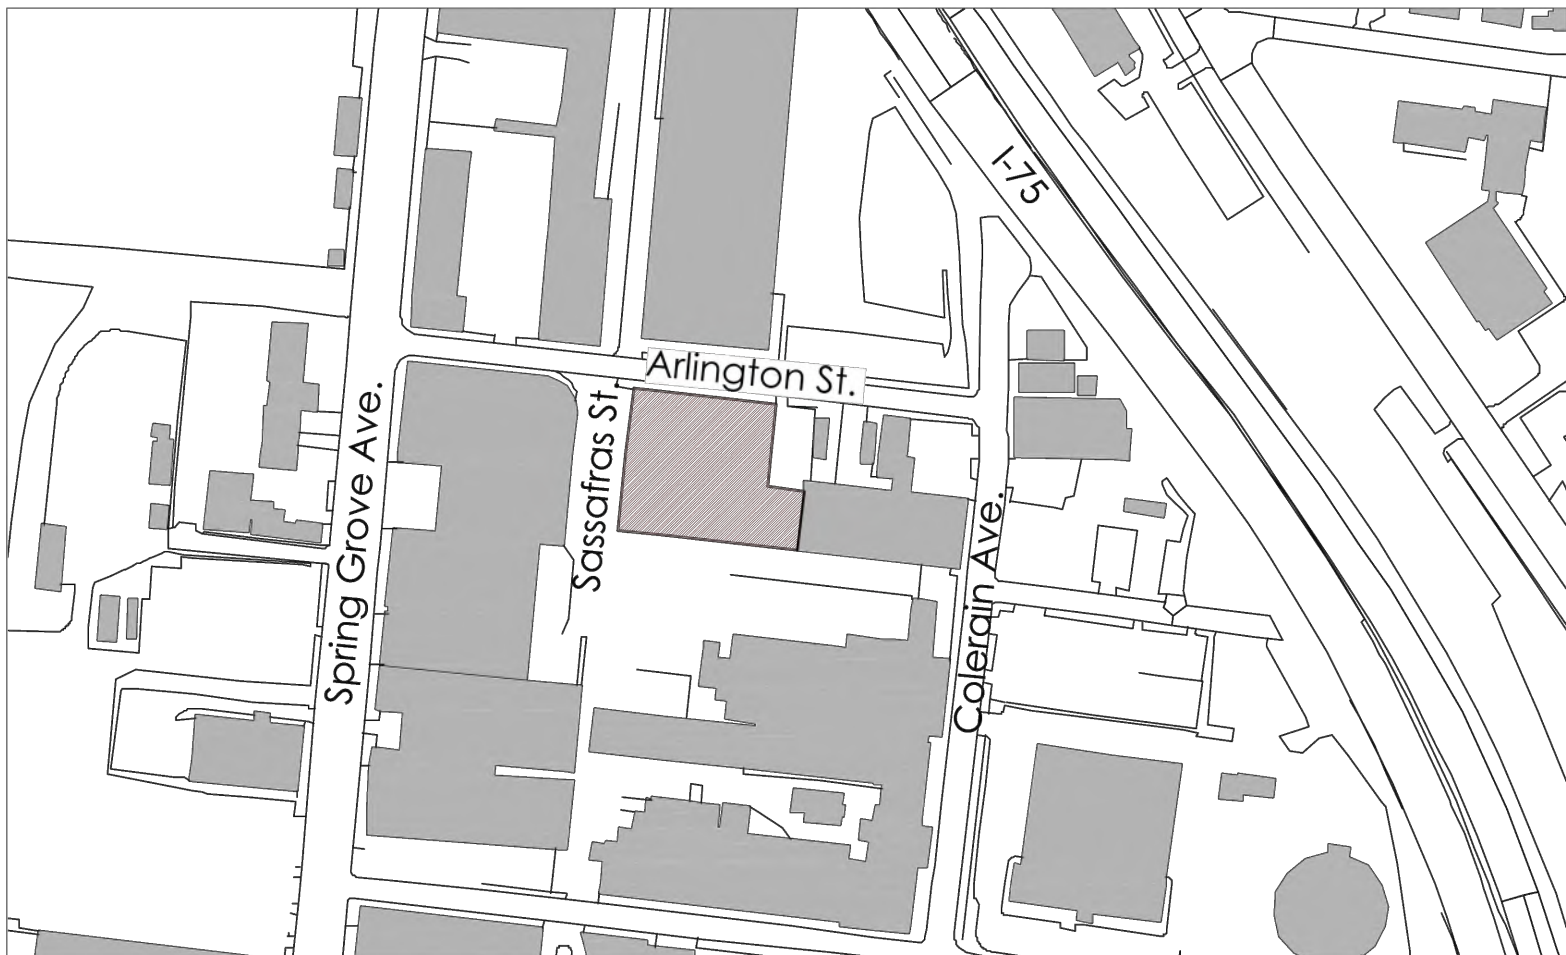 I-75
Arlington St.
Spring Grove Ave.
Sassafras St.
Colerain Ave.